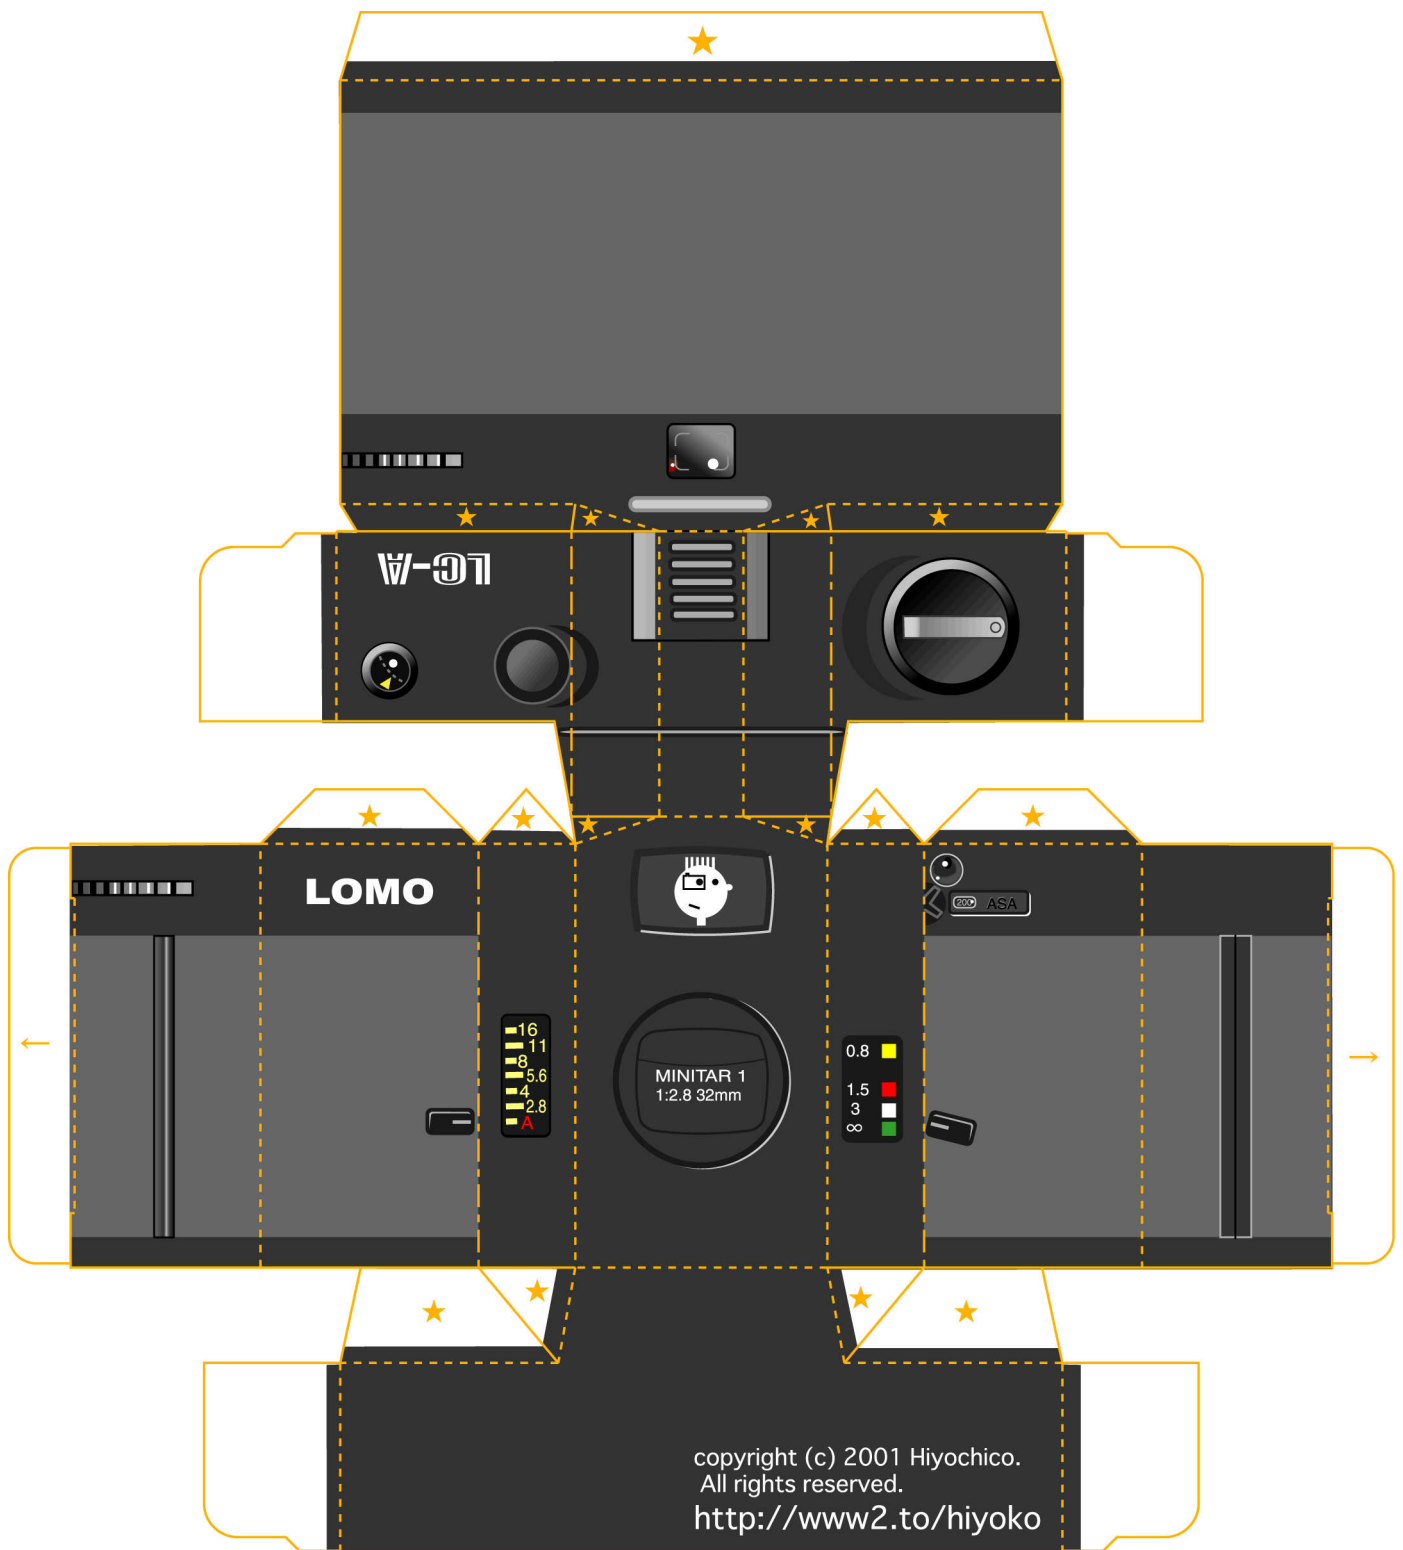 LC-A
LOMO
200 ASA
16
11
8
5.6
4
2.8
A
MINITAR 1
1:2.8 32mm
0.8
1.5
3
∞
copyright (c) 2001 Hiyochico.
All rights reserved.
http://www2.to/hiyoko